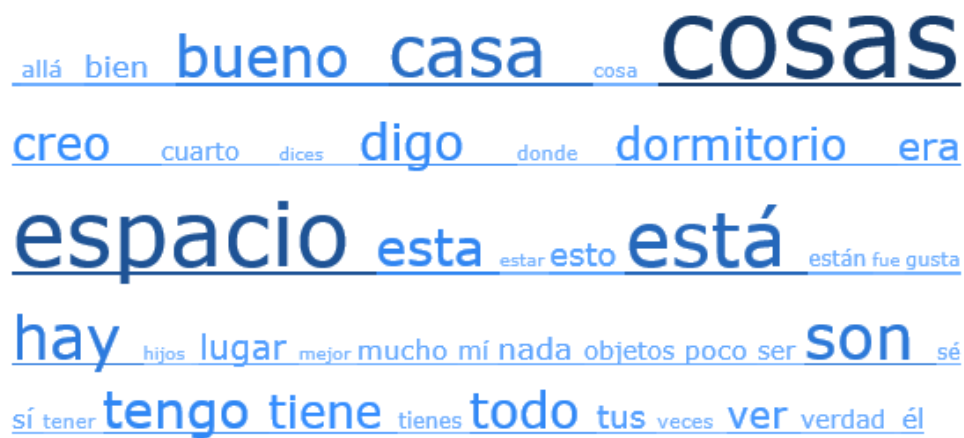 allá bien bueno casa cosa cosas
creo cuarto dices digo donde dormitorio era
espacio esta estar esto está están fue gusta
hay hijos lugar mejor mucho mí nada objetos poco ser son sé
sí tener tengo tiene tienes todo tus veces ver verdad él